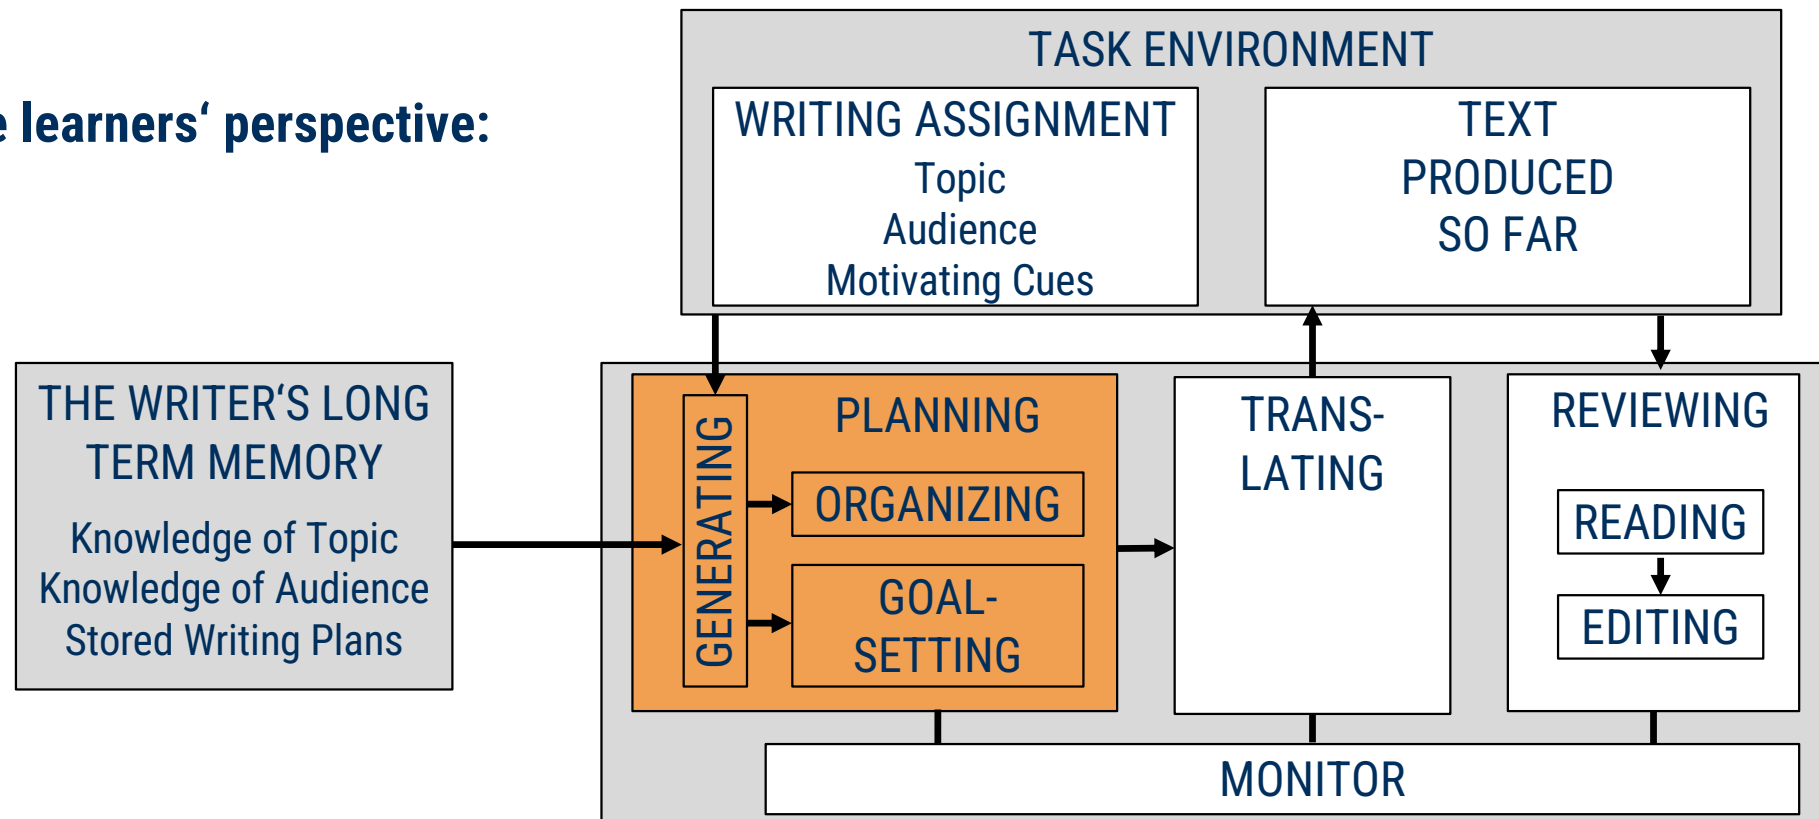 e learners‘ perspective:
TASK ENVIRONMENT
WRITING ASSIGNMENT
Topic
Audience
Motivating Cues
TEXT
PRODUCED
SO FAR
THE WRITER‘S LONG
TERM MEMORY
Knowledge of Topic
Knowledge of Audience
Stored Writing Plans
PLANNING
GENERATING
ORGANIZING
GOAL-
SETTING
TRANS-
LATING
REVIEWING
READING
EDITING
MONITOR